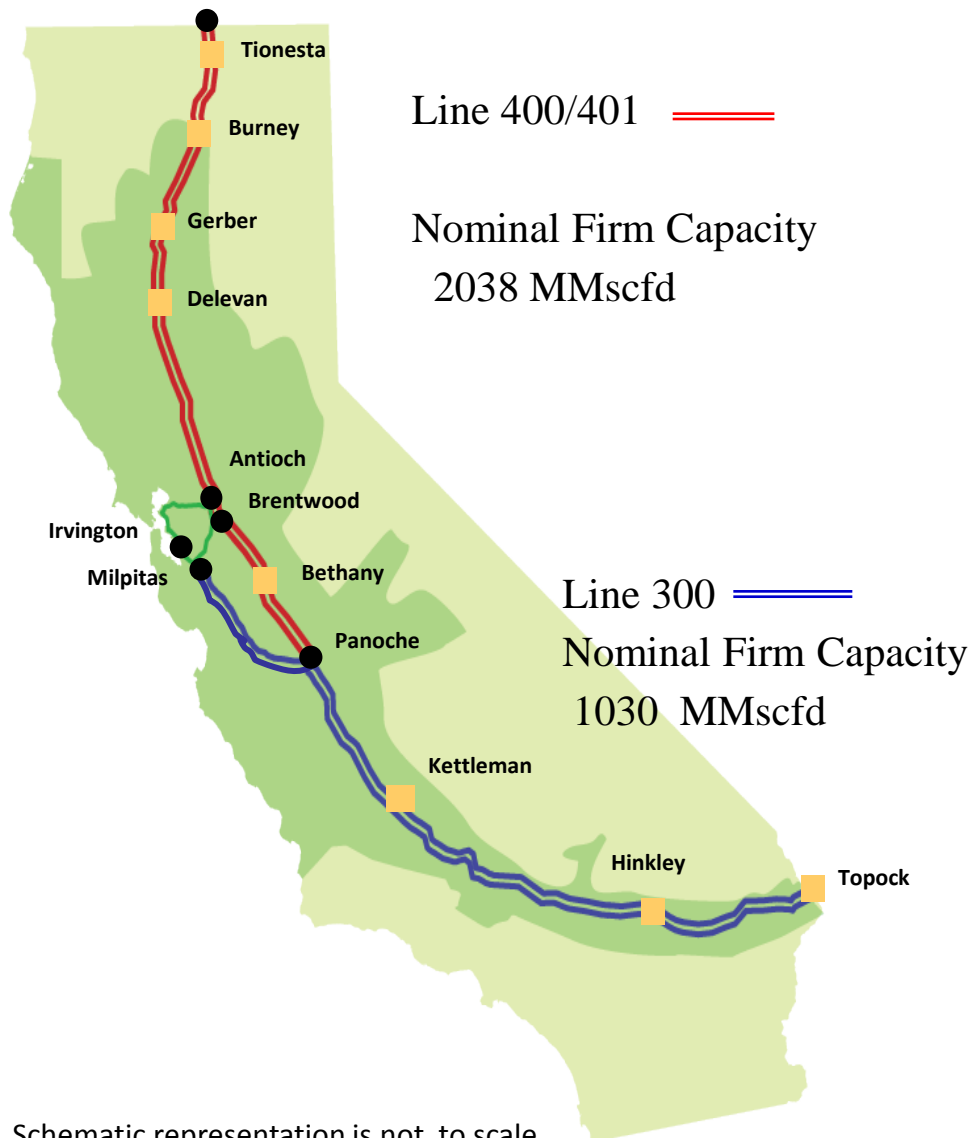 Tionesta
Line 400/401
Burney
Gerber
Nominal Firm Capacity
2038 MMscfd
Delevan
Antioch
Brentwood
Irvington
Milpitas
Bethany
Line 300
Panoche
Nominal Firm Capacity
1030 MMscfd
Kettleman
Hinkley
Topock
Schematic representation is not to scale